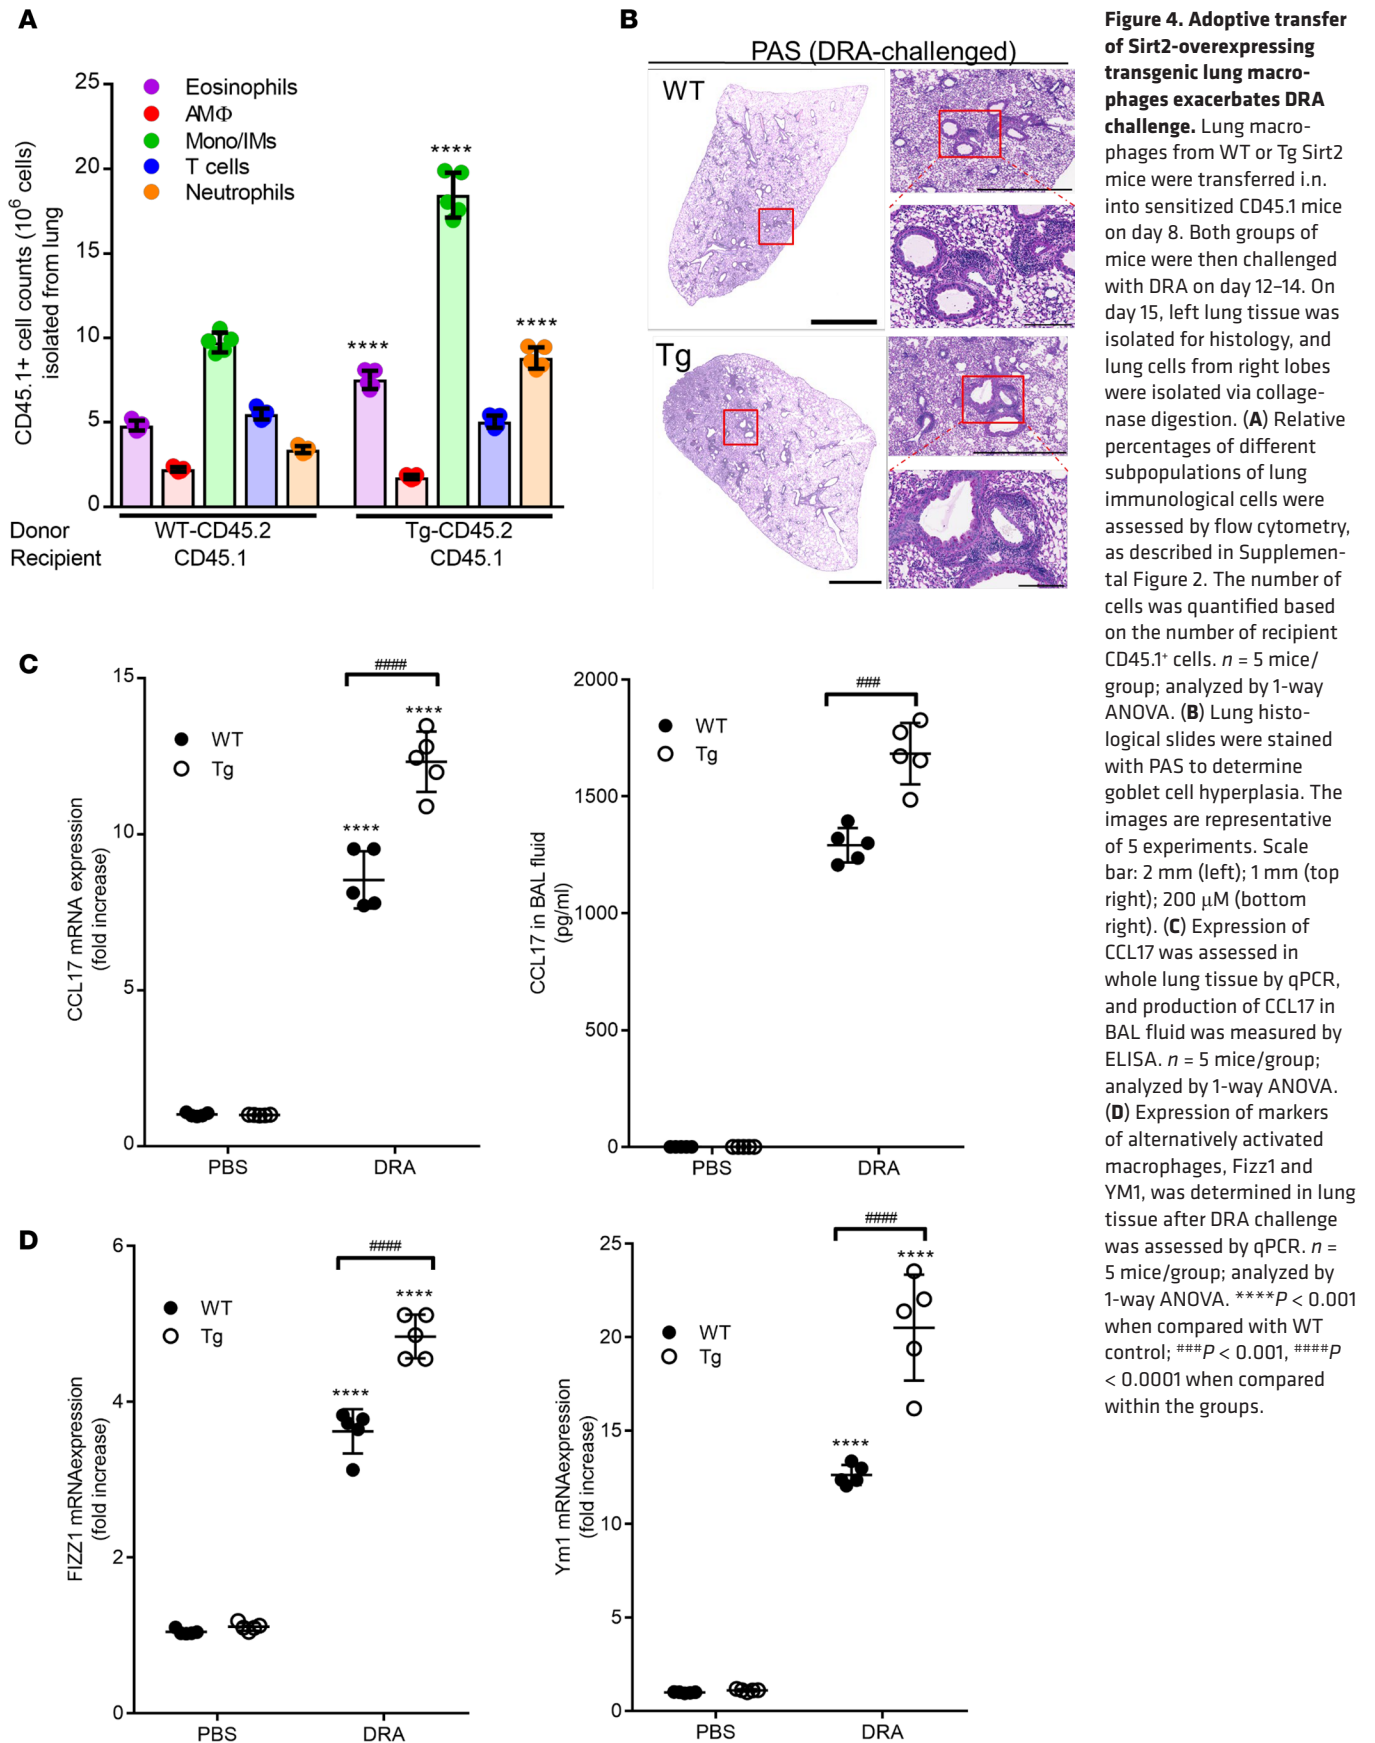 A
25
20
15
10
5
0
CD45.1+ cell counts (10⁶ cells)
isolated from lung
Eosinophils
AMΦ
Mono/IMs
T cells
Neutrophils
****
****
****
Donor
WT-CD45.2
Tg-CD45.2
Recipient
CD45.1
CD45.1
B
PAS (DRA-challenged)
WT
Tg
C
15
10
5
0
CCL17 mRNA expression
(fold increase)
WT
Tg
####
****
****
PBS
DRA
2000
1500
1000
500
0
CCL17 in BAL fluid
(pg/ml)
WT
Tg
###
PBS
DRA
D
6
4
2
0
FIZZ1 mRNAexpression
(fold increase)
WT
Tg
####
****
****
PBS
DRA
25
20
15
10
5
0
Ym1 mRNAexpression
(fold increase)
WT
Tg
####
****
****
PBS
DRA
Figure 4. Adoptive transfer
of Sirt2-overexpressing
transgenic lung macro-
phages exacerbates DRA
challenge. Lung macro-
phages from WT or Tg Sirt2
mice were transferred i.n.
into sensitized CD45.1 mice
on day 8. Both groups of
mice were then challenged
with DRA on day 12–14. On
day 15, left lung tissue was
isolated for histology, and
lung cells from right lobes
were isolated via collage-
nase digestion. (A) Relative
percentages of different
subpopulations of lung
immunological cells were
assessed by flow cytometry,
as described in Supplemen-
tal Figure 2. The number of
cells was quantified based
on the number of recipient
CD45.1⁺ cells. n = 5 mice/
group; analyzed by 1-way
ANOVA. (B) Lung histo-
logical slides were stained
with PAS to determine
goblet cell hyperplasia. The
images are representative
of 5 experiments. Scale
bar: 2 mm (left); 1 mm (top
right); 200 μM (bottom
right). (C) Expression of
CCL17 was assessed in
whole lung tissue by qPCR,
and production of CCL17 in
BAL fluid was measured by
ELISA. n = 5 mice/group;
analyzed by 1-way ANOVA.
(D) Expression of markers
of alternatively activated
macrophages, Fizz1 and
YM1, was determined in lung
tissue after DRA challenge
was assessed by qPCR. n =
5 mice/group; analyzed by
1-way ANOVA. ****P < 0.001
when compared with WT
control; ###P < 0.001, ####P
< 0.0001 when compared
within the groups.